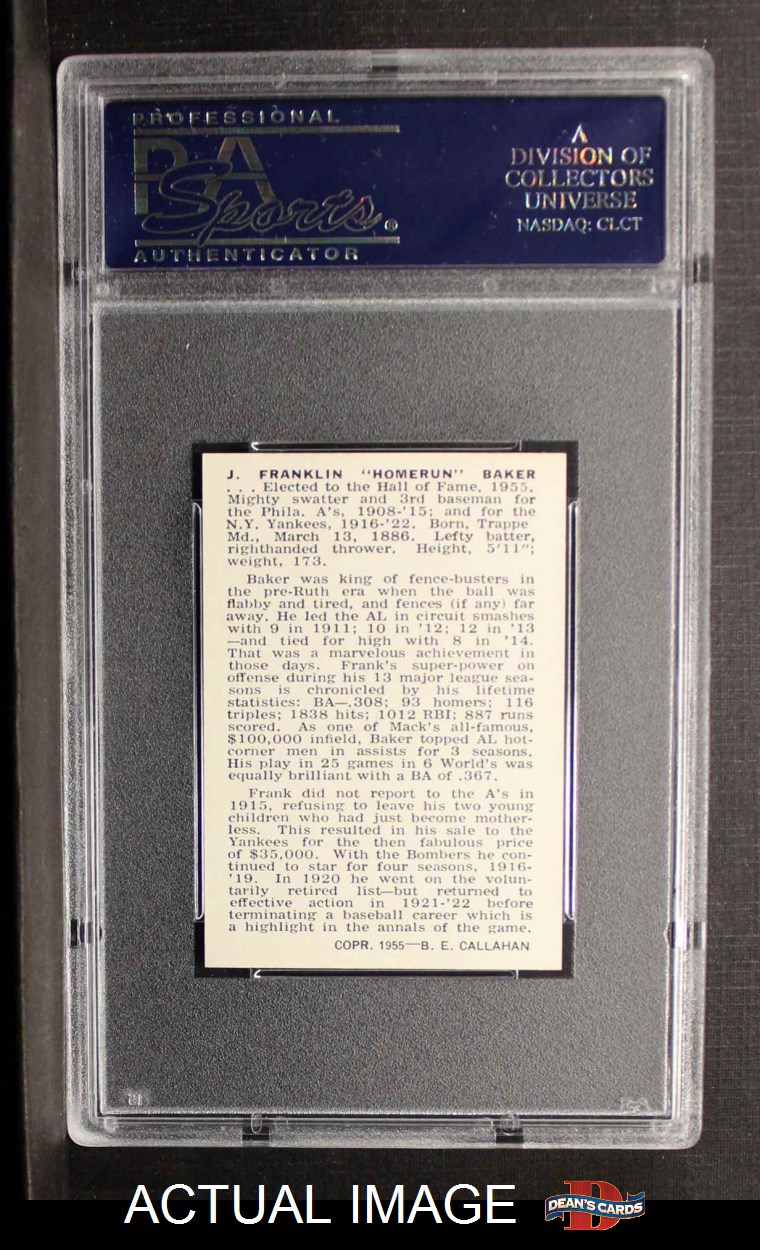 PROFESSIONAL
PSA
Sports®
AUTHENTICATOR
A
DIVISION OF
COLLECTORS
UNIVERSE
NASDAQ: CLCT
J. FRANKLIN "HOMERUN" BAKER
. . . Elected to the Hall of Fame, 1955.
Mighty swatter and 3rd baseman for
the Phila. A's, 1908-'15; and for the
N.Y. Yankees, 1916-'22. Born, Trappe
Md., March 13, 1886. Lefty batter,
righthanded thrower. Height, 5'11";
weight, 173.
Baker was king of fence-busters in
the pre-Ruth era when the ball was
flabby and tired, and fences (if any) far
away. He led the AL in circuit smashes
with 9 in 1911; 10 in '12; 12 in '13
—and tied for high with 8 in '14.
That was a marvelous achievement in
those days. Frank's super-power on
offense during his 13 major league sea-
sons is chronicled by his lifetime
statistics: BA—.308; 93 homers; 116
triples; 1838 hits; 1012 RBI; 887 runs
scored. As one of Mack's all-famous,
$100,000 infield, Baker topped AL hot-
corner men in assists for 3 seasons.
His play in 25 games in 6 World's was
equally brilliant with a BA of .367.
Frank did not report to the A's in
1915, refusing to leave his two young
children who had just become mother-
less. This resulted in his sale to the
Yankees for the then fabulous price
of $35,000. With the Bombers he con-
tinued to star for four seasons, 1916-
'19. In 1920 he went on the volun-
tarily retired list—but returned to
effective action in 1921-'22 before
terminating a baseball career which is
a highlight in the annals of the game.
COPR. 1955—B. E. CALLAHAN
ACTUAL IMAGE
DEAN'S CARDS